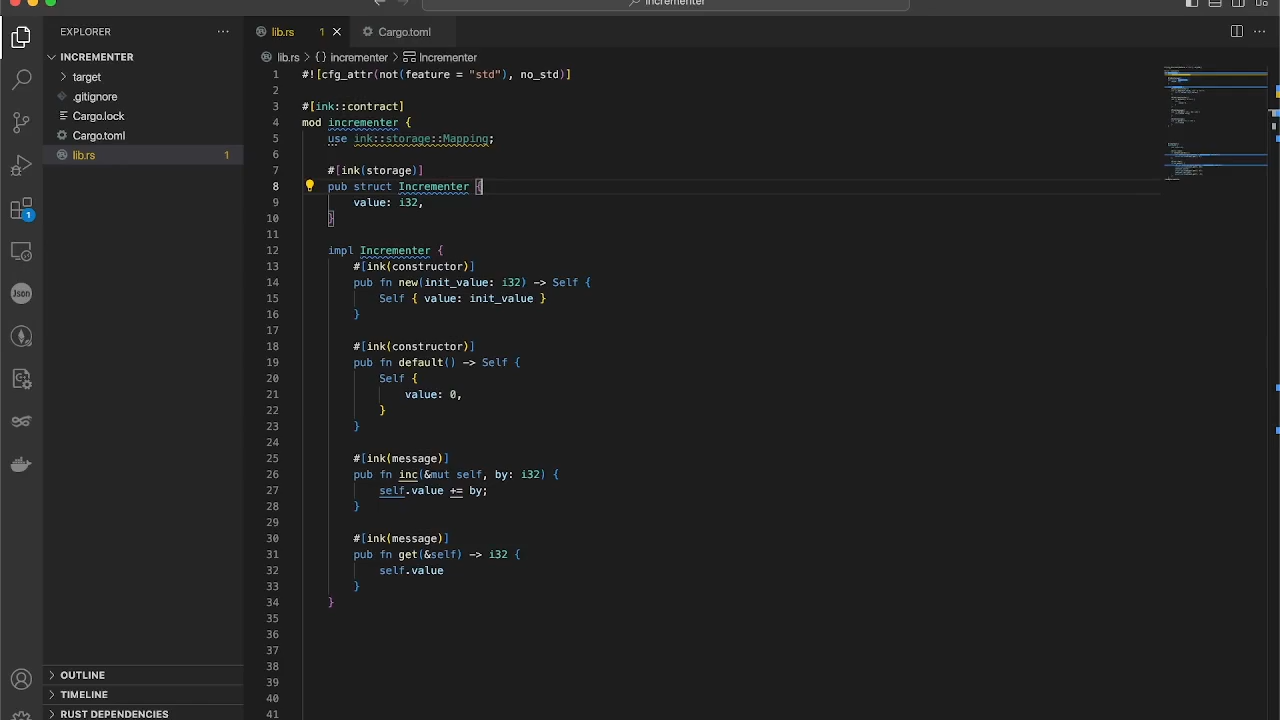 incrementer
EXPLORER
INCREMENTER
target
.gitignore
Cargo.lock
Cargo.toml
lib.rs 1
OUTLINE
TIMELINE
RUST DEPENDENCIES
1
Json
lib.rs 1
Cargo.toml
lib.rs > {} incrementer > Incrementer
1 #![cfg_attr(not(feature = "std"), no_std)]
2
3 #[ink::contract]
4 mod incrementer {
5 use ink::storage::Mapping;
6
7 #[ink(storage)]
8 pub struct Incrementer {
9 value: i32,
10 }
11
12 impl Incrementer {
13 #[ink(constructor)]
14 pub fn new(init_value: i32) -> Self {
15 Self { value: init_value }
16 }
17
18 #[ink(constructor)]
19 pub fn default() -> Self {
20 Self {
21 value: 0,
22 }
23 }
24
25 #[ink(message)]
26 pub fn inc(&mut self, by: i32) {
27 self.value += by;
28 }
29
30 #[ink(message)]
31 pub fn get(&self) -> i32 {
32 self.value
33 }
34 }
35
36
37
38
39
40
41